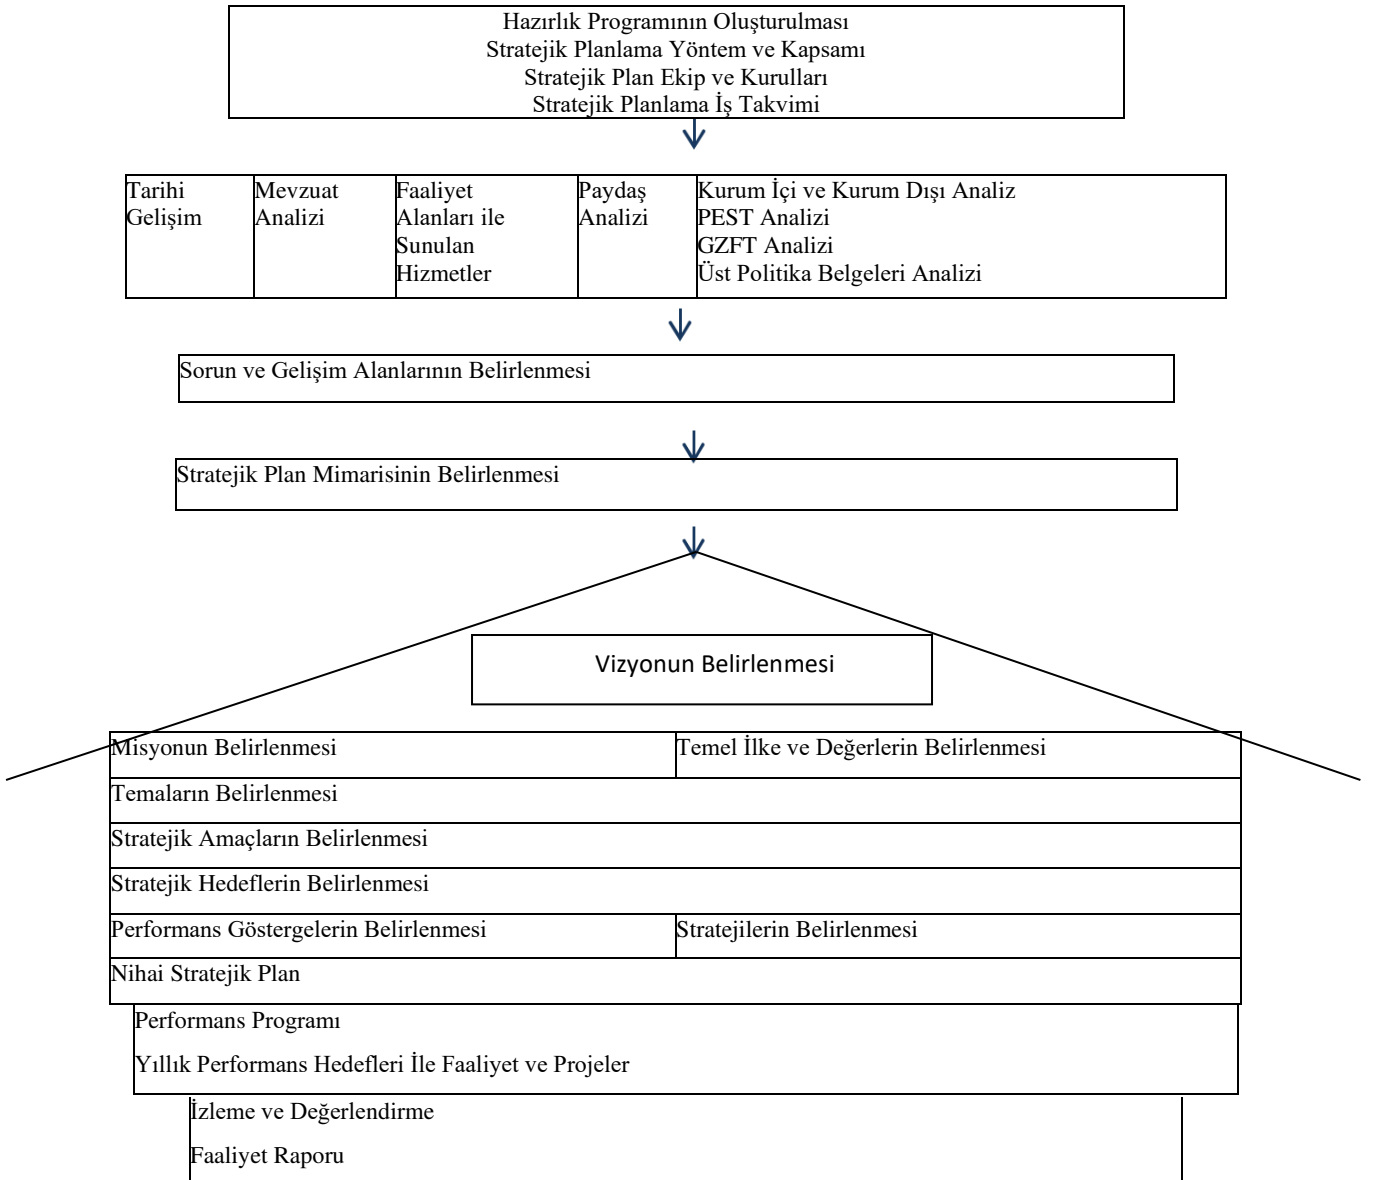 Hazırlık Programının Oluşturulması
Stratejik Planlama Yöntem ve Kapsamı
Stratejik Plan Ekip ve Kurulları
Stratejik Planlama İş Takvimi
Tarihi
Gelişim
Mevzuat
Analizi
Faaliyet
Alanları ile
Sunulan
Hizmetler
Paydaş
Analizi
Kurum İçi ve Kurum Dışı Analiz
PEST Analizi
GZFT Analizi
Üst Politika Belgeleri Analizi
Sorun ve Gelişim Alanlarının Belirlenmesi
Stratejik Plan Mimarisinin Belirlenmesi
Vizyonun Belirlenmesi
Misyonun Belirlenmesi
Temel İlke ve Değerlerin Belirlenmesi
Temaların Belirlenmesi
Stratejik Amaçların Belirlenmesi
Stratejik Hedeflerin Belirlenmesi
Performans Göstergelerin Belirlenmesi
Stratejilerin Belirlenmesi
Nihai Stratejik Plan
Performans Programı
Yıllık Performans Hedefleri İle Faaliyet ve Projeler
İzleme ve Değerlendirme
Faaliyet Raporu